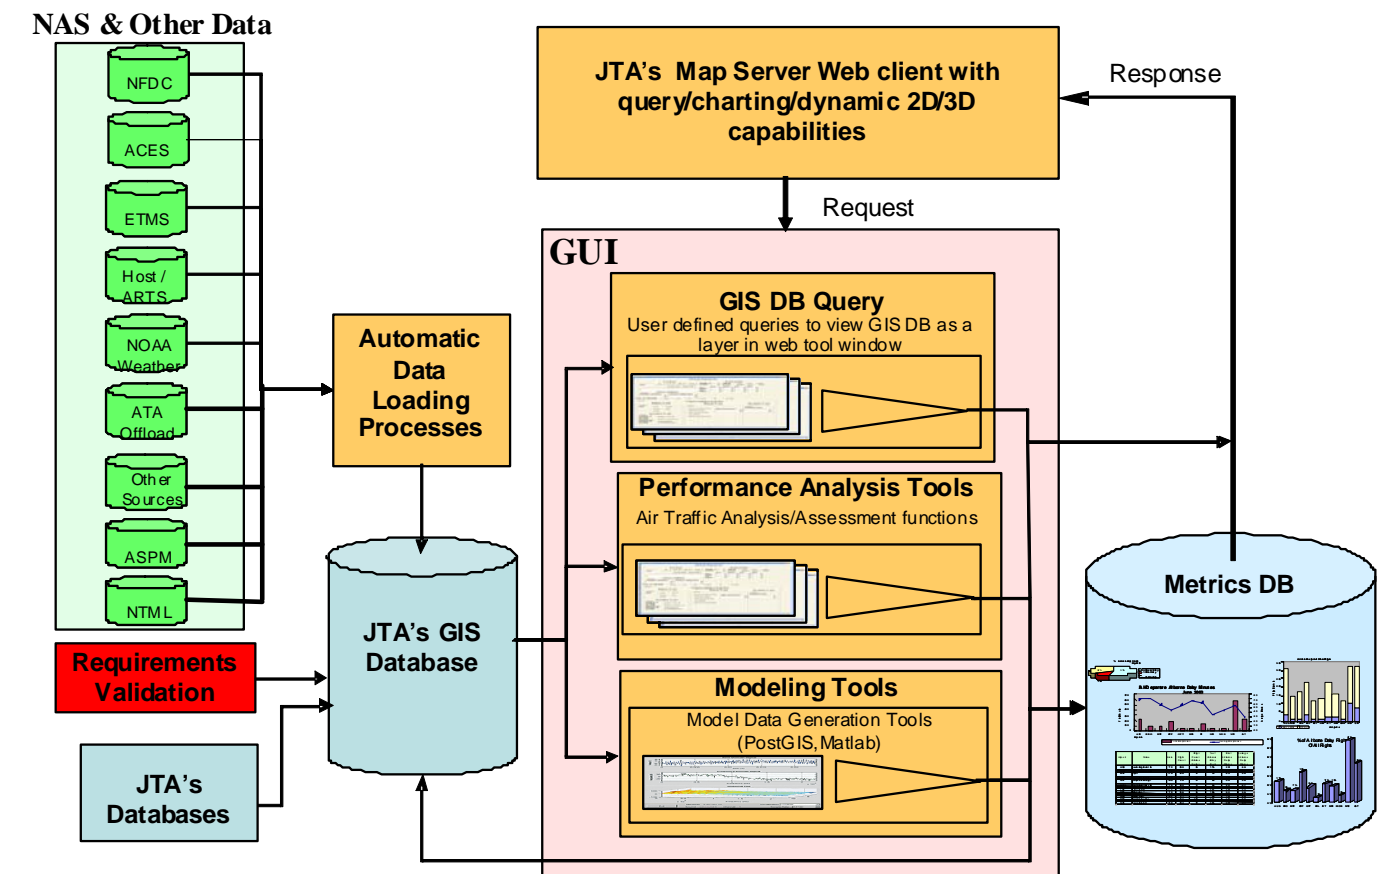 NAS & Other Data
NFDC
ACES
ETMS
Host /
ARTS
NOAA
Weather
ATA
Offload
Other
Sources
ASPM
NTML
Requirements
Validation
JTA's
Databases
Automatic
Data
Loading
Processes
JTA's GIS
Database
JTA's Map Server Web client with
query/charting/dynamic 2D/3D
capabilities
Response
Request
GUI
GIS DB Query
User defined queries to view GIS DB as a
layer in web tool window
Performance Analysis Tools
Air Traffic Analysis/Assessment functions
Modeling Tools
Model Data Generation Tools
(PostGIS,Matlab)
Metrics DB